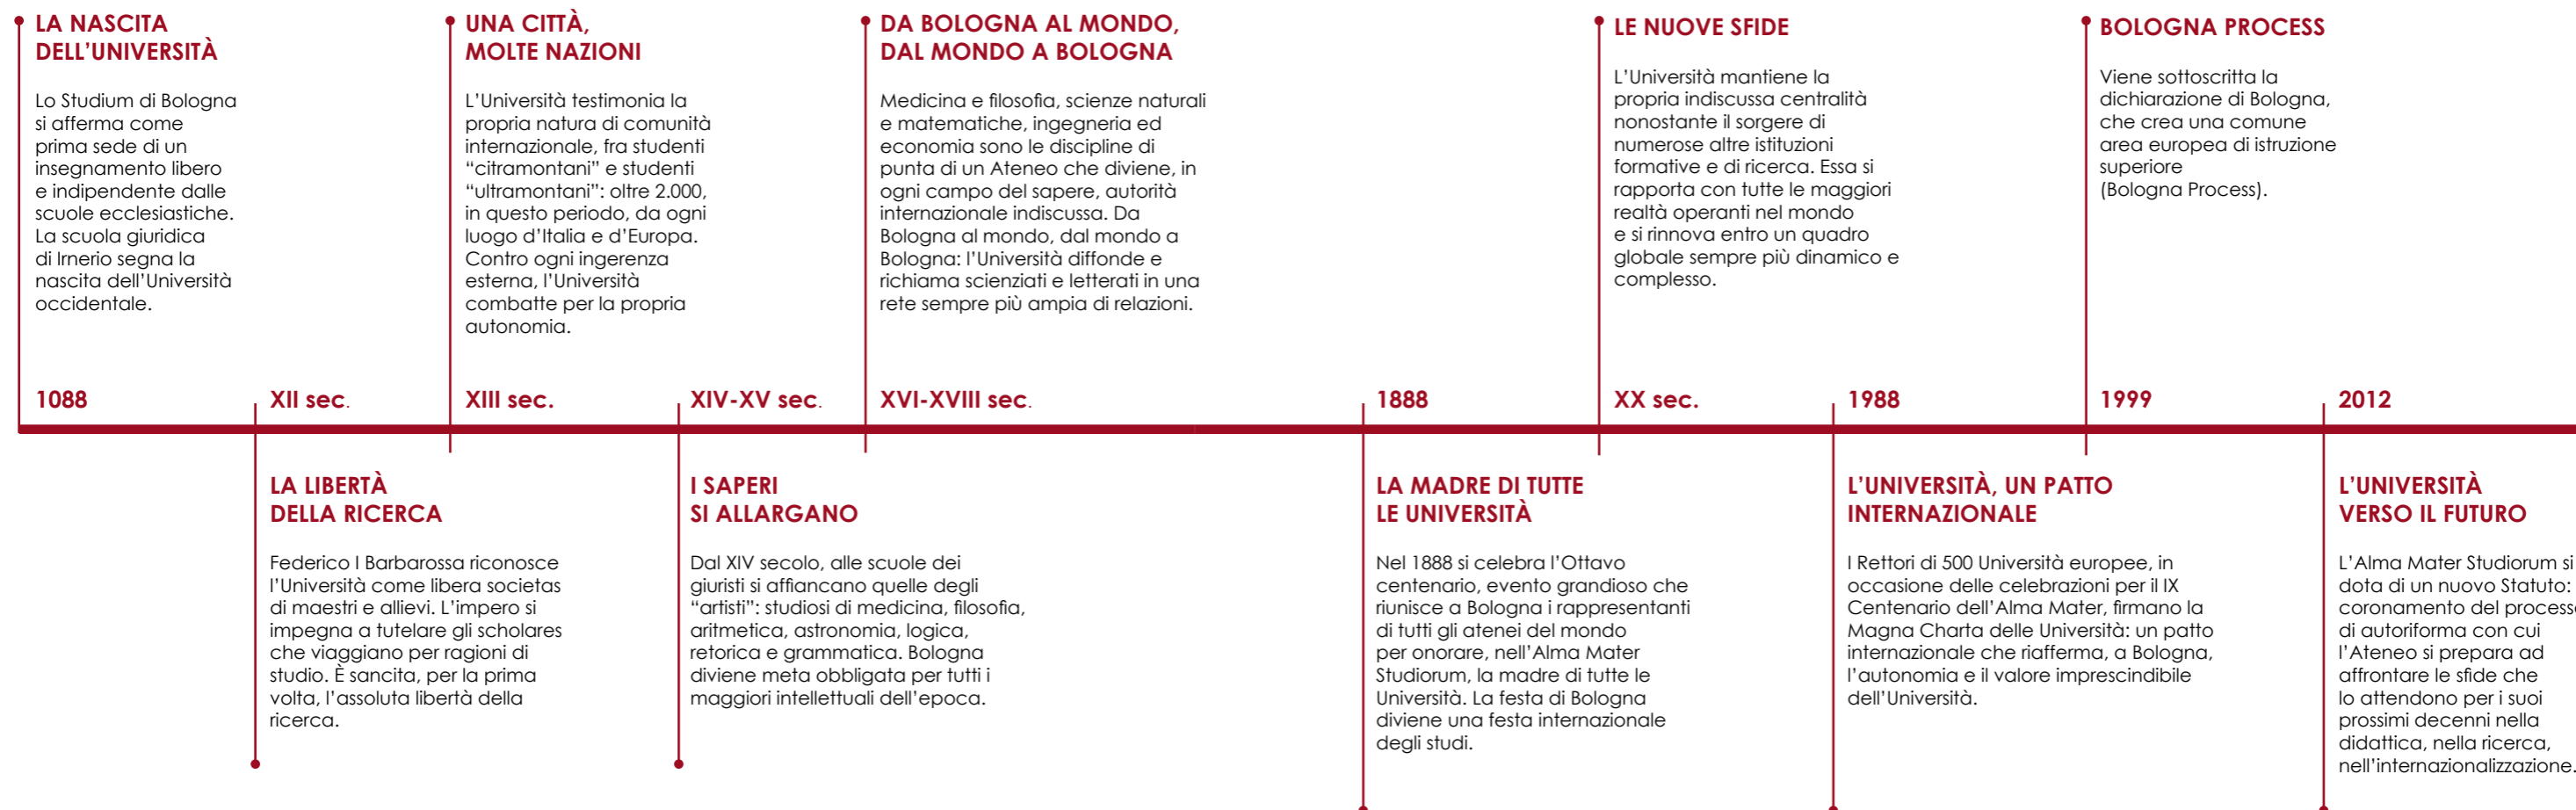 LA NASCITA
DELL'UNIVERSITÀ
Lo Studium di Bologna
si afferma come
prima sede di un
insegnamento libero
e indipendente dalle
scuole ecclesiastiche.
La scuola giuridica
di Irnerio segna la
nascita dell'Università
occidentale.
1088
XII sec.
LA LIBERTÀ
DELLA RICERCA
Federico I Barbarossa riconosce
l'Università come libera societas
di maestri e allievi. L'impero si
impegna a tutelare gli scholares
che viaggiano per ragioni di
studio. È sancita, per la prima
volta, l'assoluta libertà della
ricerca.
UNA CITTÀ,
MOLTE NAZIONI
L'Università testimonia la
propria natura di comunità
internazionale, fra studenti
“citramontani” e studenti
“ultramontani”: oltre 2.000,
in questo periodo, da ogni
luogo d'Italia e d'Europa.
Contro ogni ingerenza
esterna, l'Università
combatte per la propria
autonomia.
XIII sec.
XIV-XV sec.
I SAPERI
SI ALLARGANO
Dal XIV secolo, alle scuole dei
giuristi si affiancano quelle degli
“artisti”: studiosi di medicina, filosofia,
aritmetica, astronomia, logica,
retorica e grammatica. Bologna
diviene meta obbligata per tutti i
maggiori intellettuali dell'epoca.
DA BOLOGNA AL MONDO,
DAL MONDO A BOLOGNA
Medicina e filosofia, scienze naturali
e matematiche, ingegneria ed
economia sono le discipline di
punta di un Ateneo che diviene, in
ogni campo del sapere, autorità
internazionale indiscussa. Da
Bologna al mondo, dal mondo a
Bologna: l'Università diffonde e
richiama scienziati e letterati in una
rete sempre più ampia di relazioni.
XVI-XVIII sec.
1888
LA MADRE DI TUTTE
LE UNIVERSITÀ
Nel 1888 si celebra l'Ottavo
centenario, evento grandioso che
riunisce a Bologna i rappresentanti
di tutti gli atenei del mondo
per onorare, nell'Alma Mater
Studiorum, la madre di tutte le
Università. La festa di Bologna
diviene una festa internazionale
degli studi.
LE NUOVE SFIDE
L'Università mantiene la
propria indiscussa centralità
nonostante il sorgere di
numerose altre istituzioni
formative e di ricerca. Essa si
rapporta con tutte le maggiori
realtà operanti nel mondo
e si rinnova entro un quadro
globale sempre più dinamico e
complesso.
XX sec.
1988
L'UNIVERSITÀ, UN PATTO
INTERNAZIONALE
I Rettori di 500 Università europee, in
occasione delle celebrazioni per il IX
Centenario dell'Alma Mater, firmano la
Magna Charta delle Università: un patto
internazionale che riafferma, a Bologna,
l'autonomia e il valore imprescindibile
dell'Università.
BOLOGNA PROCESS
Viene sottoscritta la
dichiarazione di Bologna,
che crea una comune
area europea di istruzione
superiore
(Bologna Process).
1999
2012
L'UNIVERSITÀ
VERSO IL FUTURO
L'Alma Mater Studiorum si
dota di un nuovo Statuto:
coronamento del processo
di autoriforma con cui
l'Ateneo si prepara ad
affrontare le sfide che
lo attendono per i suoi
prossimi decenni nella
didattica, nella ricerca,
nell'internazionalizzazione.